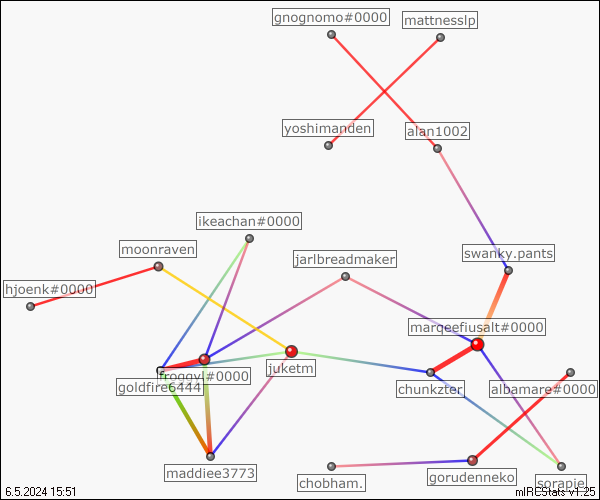 gnognomo#0000
mattnesslp
yoshimanden
alan1002
ikeachan#0000
moonraven
jarlbreadmaker
swanky.pants
hjoenk#0000
marqeefiusalt#0000
froggyl#0000
goldfire6444
juketm
chunkzter
albamare#0000
maddiee3773
chobham.
gorudenneko
sorapie
6.5.2024 15:51
mIRCStats v1.25